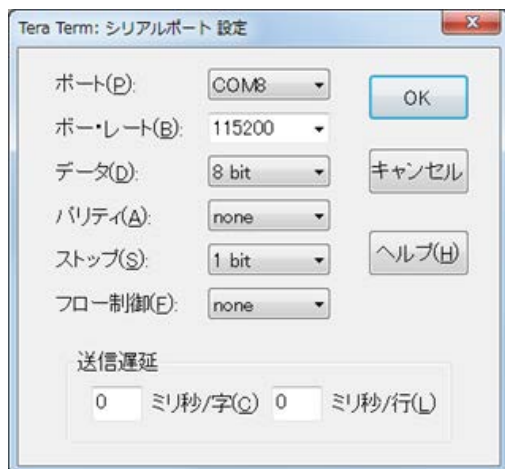 Tera Term: シリアルポート 設定
ポート(P): COM8 OK
ボー・レート(B): 115200
データ(D): 8 bit キャンセル
パリティ(A): none
ストップ(S): 1 bit ヘルプ(H)
フロー制御(F): none
送信遅延
0 ミリ秒/字(C) 0 ミリ秒/行(L)